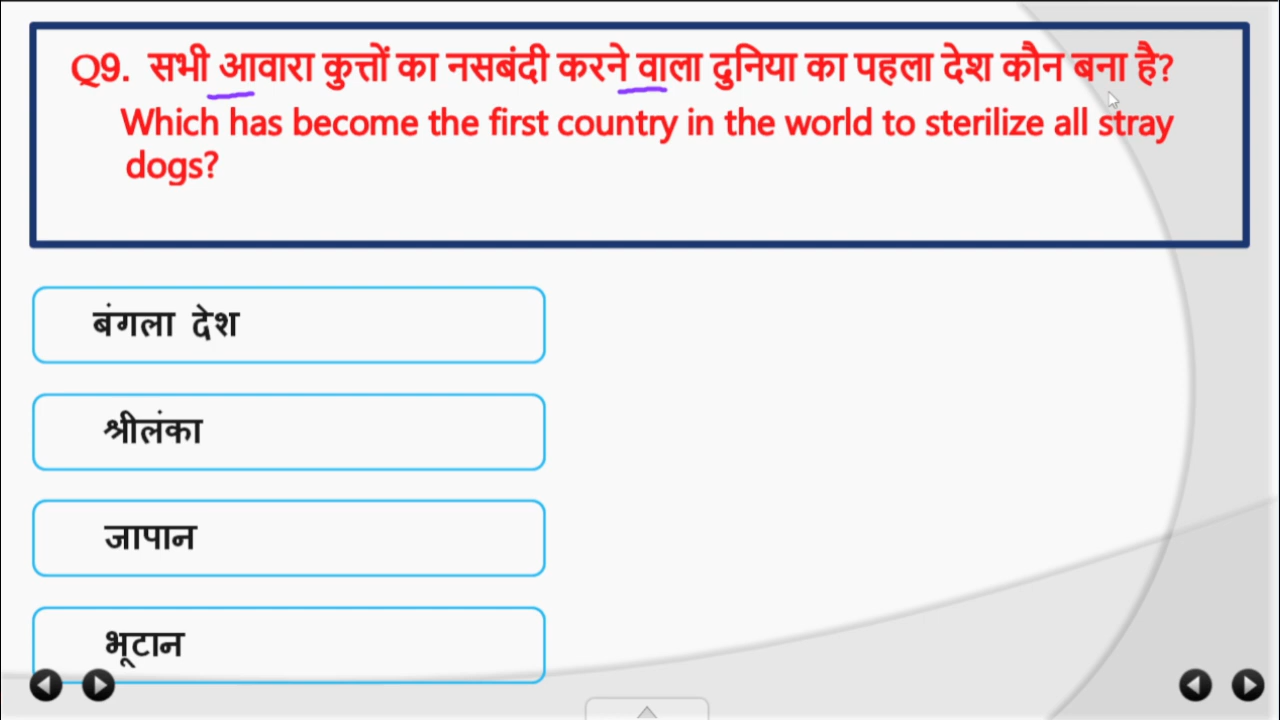 Q9. सभी आवारा कुत्तों का नसबंदी करने वाला दुनिया का पहला देश कौन बना है?
Which has become the first country in the world to sterilize all stray
dogs?
बंगला देश
श्रीलंका
जापान
भूटान